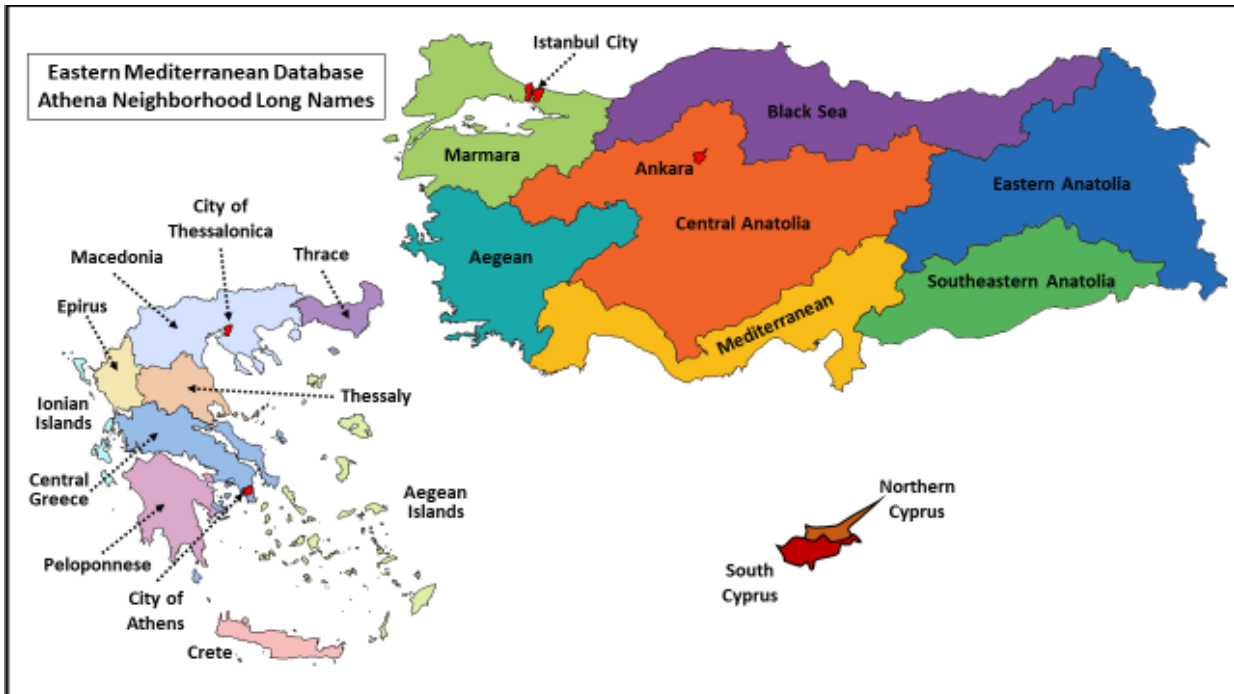 Eastern Mediterranean Database
Athena Neighborhood Long Names
Istanbul City
Black Sea
Marmara
Ankara
Eastern Anatolia
Central Anatolia
Aegean
Southeastern Anatolia
Mediterranean
City of
Thessalonica
Macedonia
Thrace
Epirus
Thessaly
Ionian
Islands
Central
Greece
Aegean
Islands
Peloponnese
City of
Athens
Crete
Northern
Cyprus
South
Cyprus